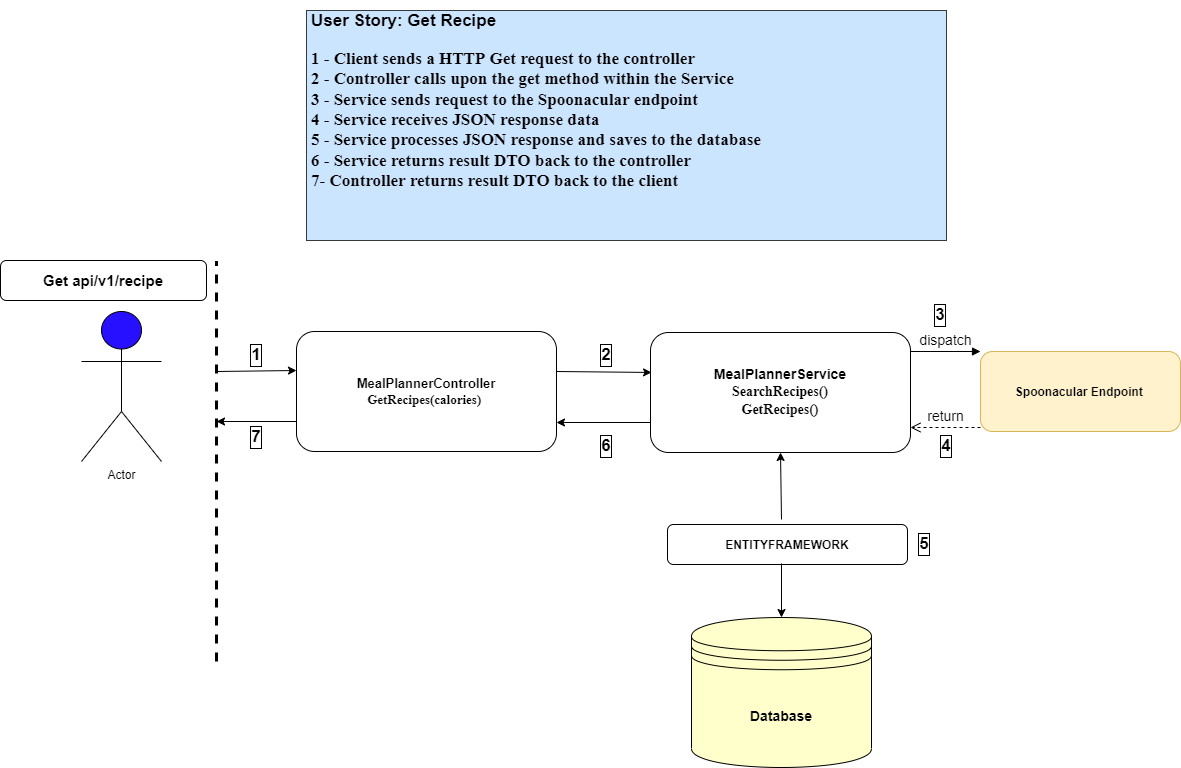 User Story: Get Recipe
1 - Client sends a HTTP Get request to the controller
2 - Controller calls upon the get method within the Service
3 - Service sends request to the Spoonacular endpoint
4 - Service receives JSON response data
5 - Service processes JSON response and saves to the database
6 - Service returns result DTO back to the controller
7- Controller returns result DTO back to the client
Get api/v1/recipe
Actor
1
7
MealPlannerController
GetRecipes(calories)
2
6
MealPlannerService
SearchRecipes()
GetRecipes()
3
dispatch
return
4
Spoonacular Endpoint
ENTITYFRAMEWORK
5
Database